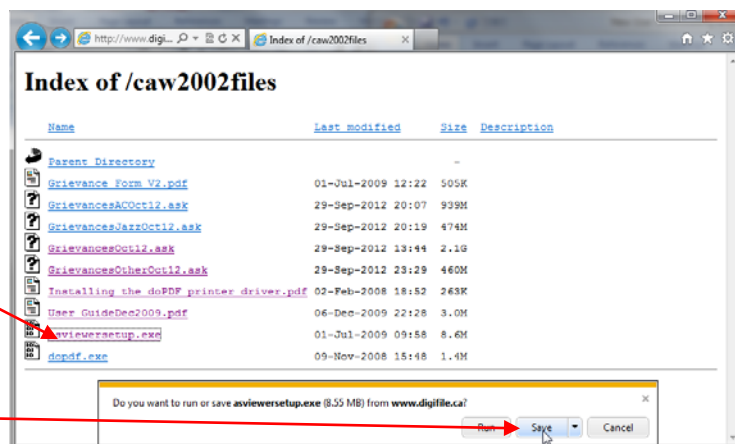 http://www.digi... Index of /caw2002files
Index of /caw2002files
Name Last modified Size Description
Parent Directory -
Grievance Form V2.pdf 01-Jul-2009 12:22 505K
GrievancesACOct12.ask 29-Sep-2012 20:07 939M
GrievancesJazzOct12.ask 29-Sep-2012 20:19 474M
GrievancesOct12.ask 29-Sep-2012 13:44 2.1G
GrievancesOtherOct12.ask 29-Sep-2012 23:29 460M
Installing the doPDF printer driver.pdf 02-Feb-2008 18:52 263K
User GuideDec2009.pdf 06-Dec-2009 22:28 3.0M
asviewersetup.exe 01-Jul-2009 09:58 8.6M
dopdf.exe 09-Nov-2008 15:48 1.4M
Do you want to run or save asviewersetup.exe (8.55 MB) from www.digifile.ca?
Run Save Cancel